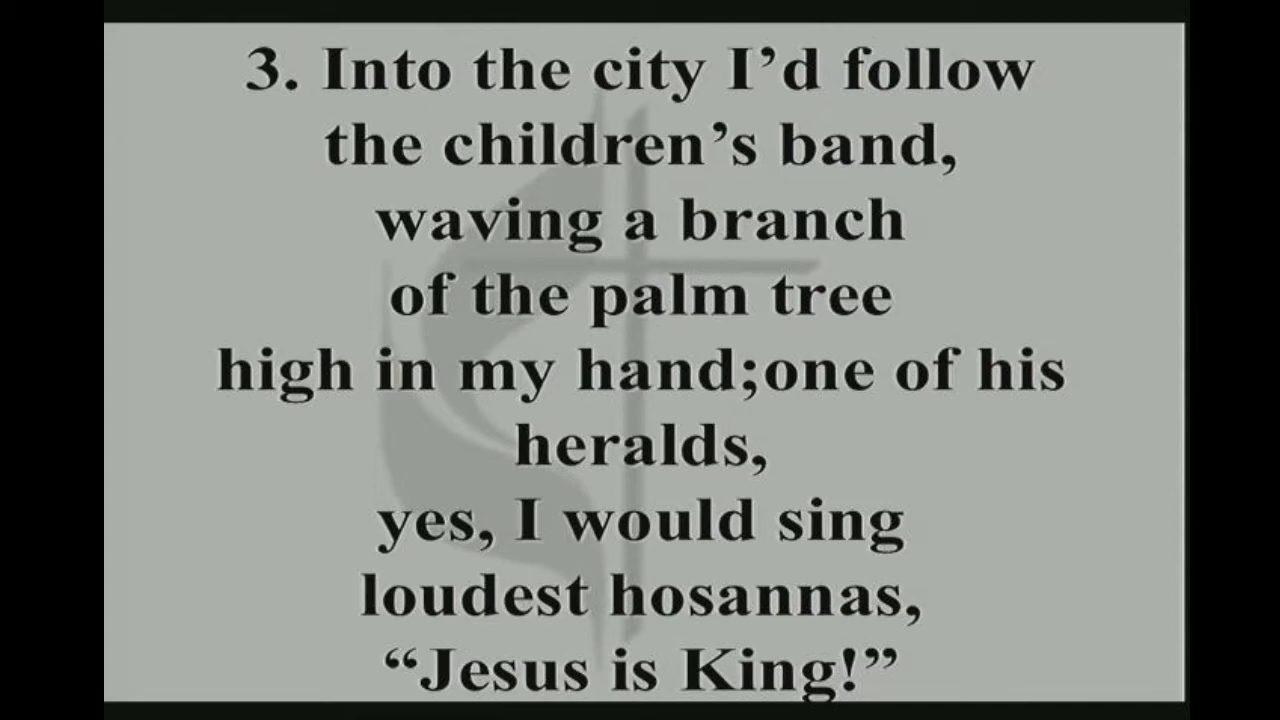 3. Into the city I’d follow
the children’s band,
waving a branch
of the palm tree
high in my hand;one of his
heralds,
yes, I would sing
loudest hosannas,
“Jesus is King!”